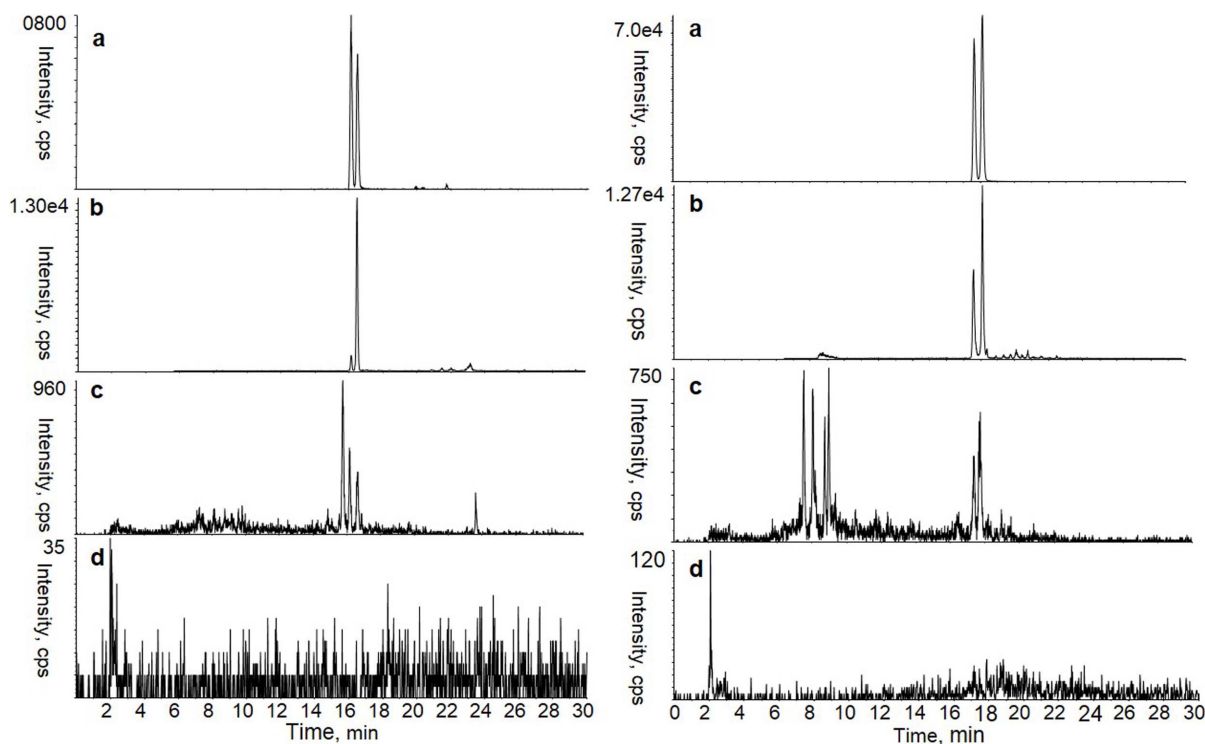 0800
a
Intensity, cps
1.30e4
b
Intensity, cps
960
c
Intensity, cps
35
d
Intensity, cps
2 4 6 8 10 12 14 16 18 20 22 24 26 28 30
Time, min
7.0e4
a
Intensity, cps
1.27e4
b
Intensity, cps
750
c
Intensity, cps
120
d
Intensity, cps
0 2 4 6 8 10 12 14 16 18 20 22 24 26 28 30
Time, min